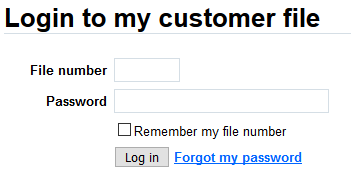 Login to my customer file
File number
Password
Remember my file number
Log in Forgot my password